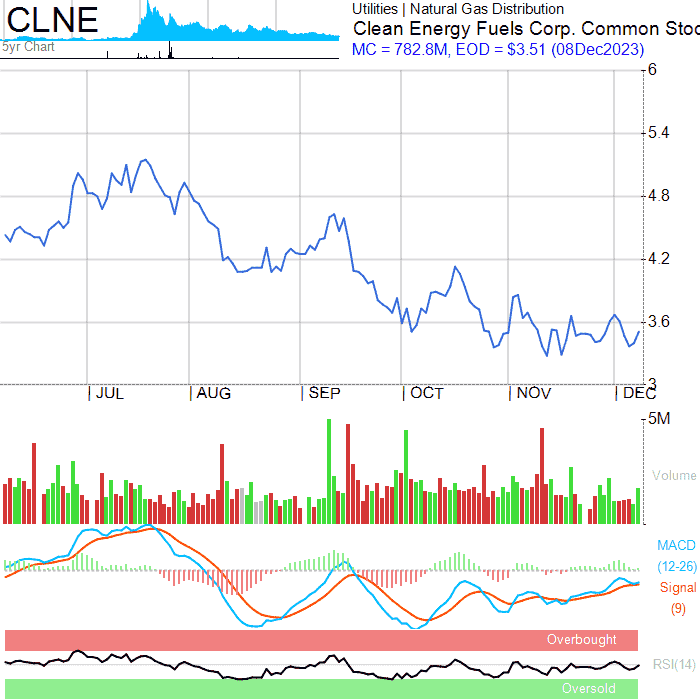 CLNE
5yr Chart
Utilities | Natural Gas Distribution
Clean Energy Fuels Corp. Common Stoc
MC = 782.8M, EOD = $3.51 (08Dec2023)
6
5.4
4.8
4.2
3.6
3
JUL AUG SEP OCT NOV DEC
5M
Volume
MACD
(12-26)
Signal
(9)
Overbought
RSI(14)
Oversold